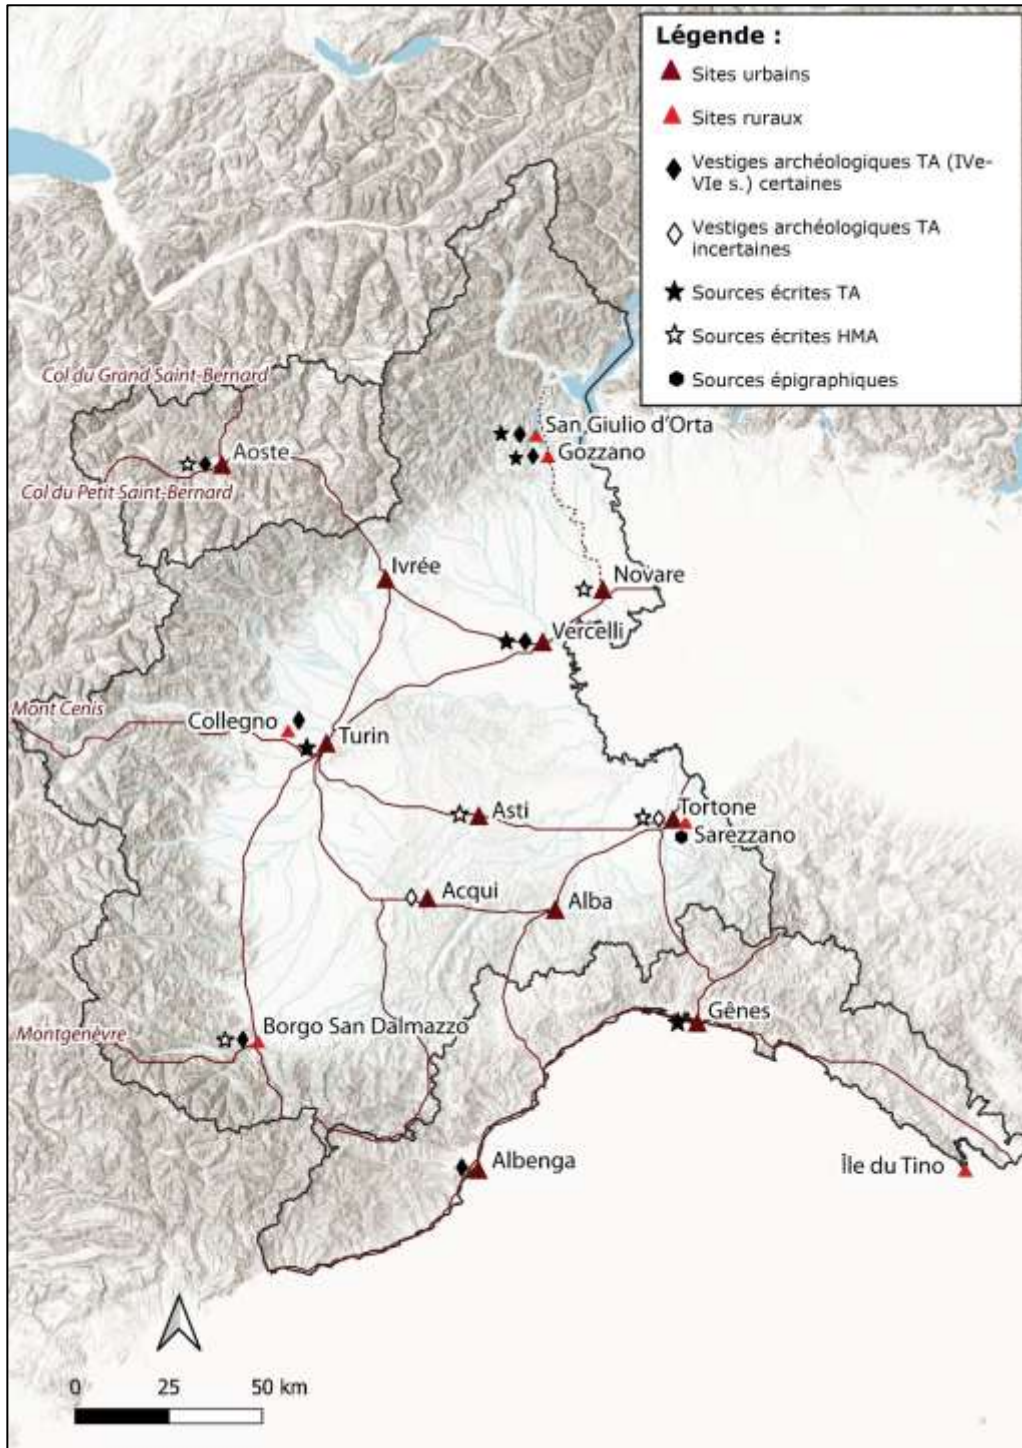 Légende :
Sites urbains
Sites ruraux
Vestiges archéologiques TA (IVe-
VIe s.) certaines
Vestiges archéologiques TA
incertaines
Sources écrites TA
Sources écrites HMA
Sources épigraphiques
Col du Grand Saint-Bernard
San Giulio d'Orta
Aoste
Gozzano
Col du Petit Saint-Bernard
Ivrée
Novare
Vercelli
Mont Cenis
Collegno
Turin
Asti
Tortone
Sarezzano
Acqui
Alba
Gênes
Borgo San Dalmazzo
Montgenèvre
Albenga
Île du Tino
0 25 50 km